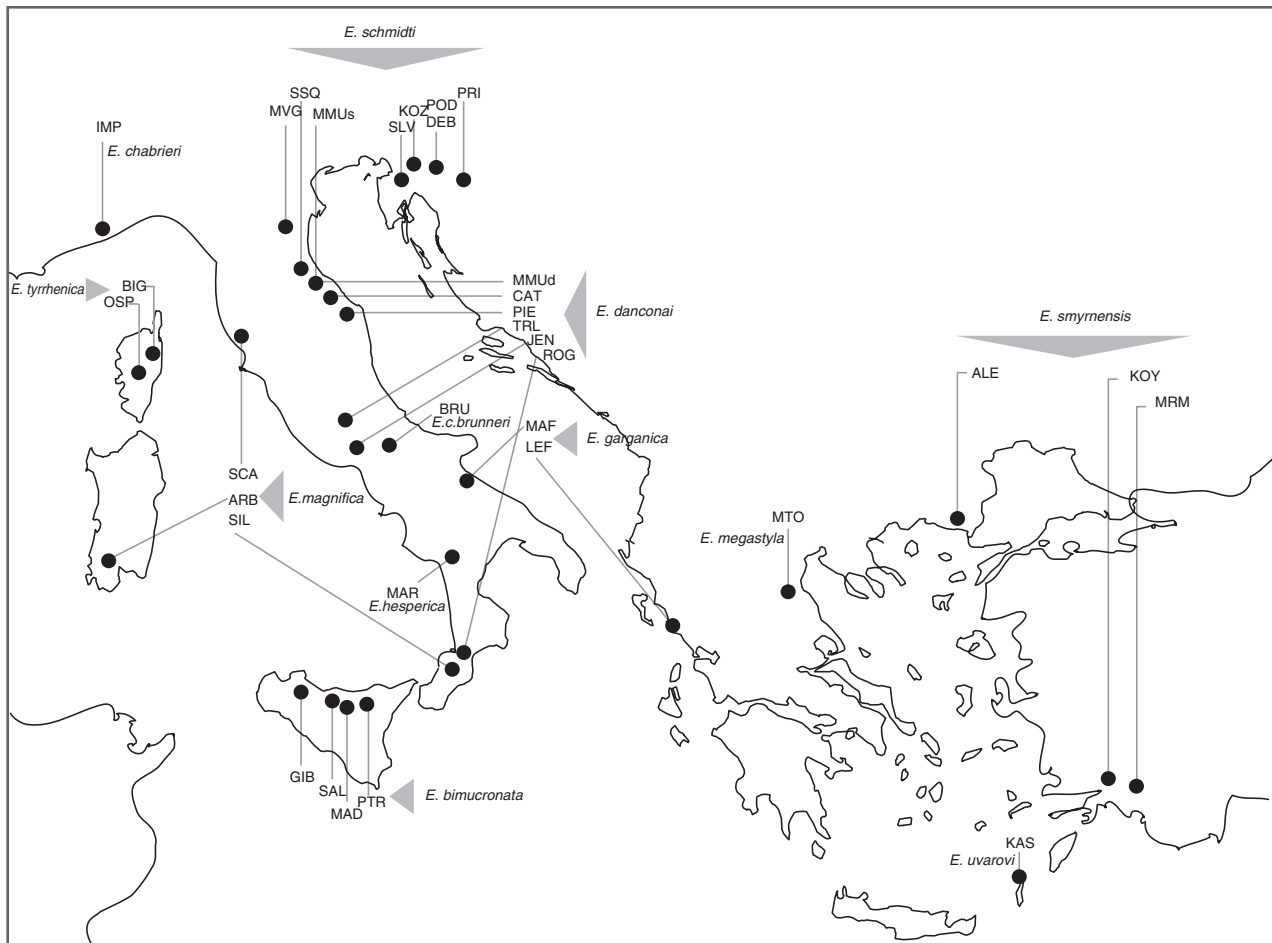 E. schmidti
SSQ
MVG
MMUs
KOZ
POD
PRI
SLV
DEB
IMP
E. chabrieri
E. tyrrhenica
BIG
OSP
MMUd
CAT
PIE
TRL
JEN
ROG
E. danconai
E. smyrnensis
ALE
KOY
MRM
BRU
E.c.brunneri
MAF
LEF
E. garganica
SCA
ARB
SIL
E.magnifica
MTO
E. megastyla
MAR
E.hesperica
GIB
SAL
MAD
PTR
E. bimucronata
KAS
E. uvarovi